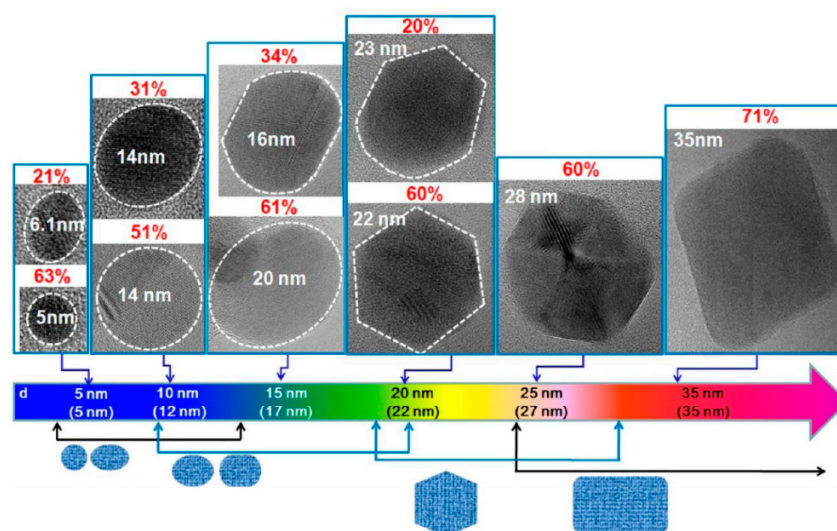 21%
6.1nm
63%
5nm
31%
14nm
51%
14 nm
34%
16nm
61%
20 nm
20%
23 nm
60%
22 nm
60%
28 nm
71%
35nm
d 5 nm 10 nm 15 nm 20 nm 25 nm 35 nm
(5 nm) (12 nm) (17 nm) (22 nm) (27 nm) (35 nm)